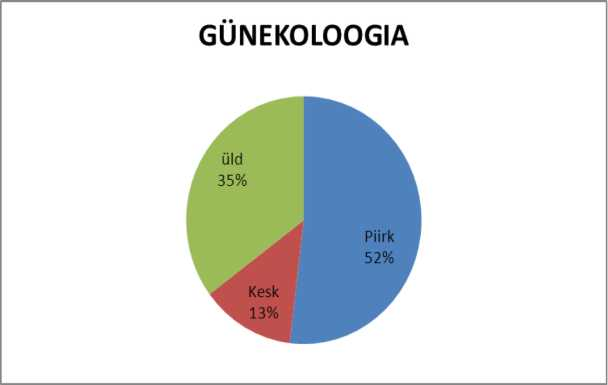 GÜNEKOLOOGIA
üld
35%
Piirk
52%
Kesk
13%